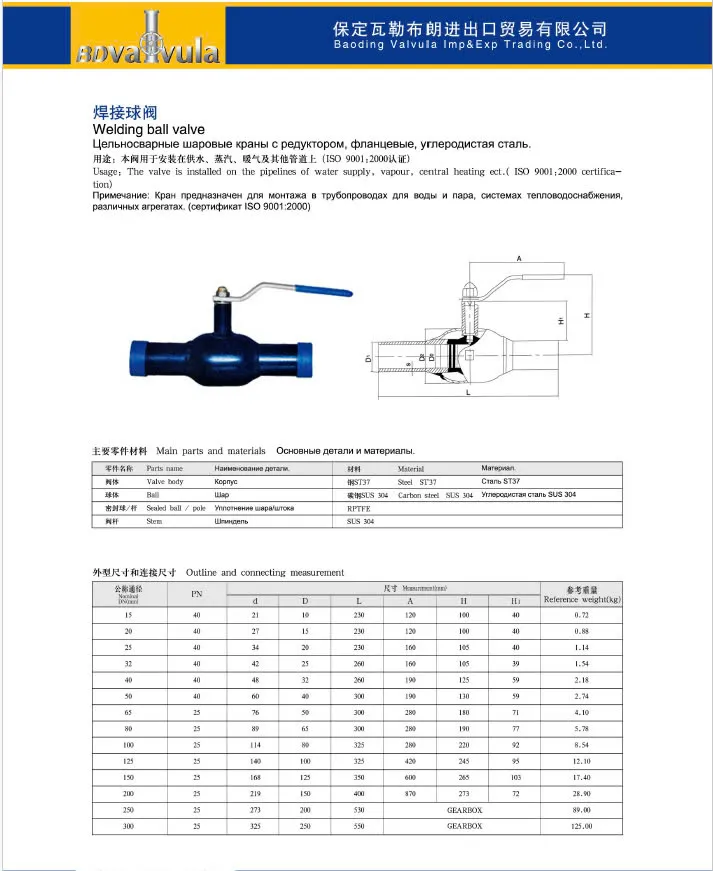 BDvalvula
保定瓦勒布朗进出口贸易有限公司
Baoding Valvula Imp&Exp Trading Co.,Ltd.
焊接球阀
Welding ball valve
Цельносварные шаровые краны с редуктором, фланцевые, углеродистая сталь.
用途：本阀用于安装在供水、蒸汽、暖气及其他管道上（ISO 9001:2000认证）
Usage: The valve is installed on the pipelines of water supply, vapour, central heating ect.( ISO 9001:2000 certifica-
tion)
Примечание: Кран предназначен для монтажа в трубопроводах для воды и пара, системах тепловодоснабжения,
различных агрегатах. (сертификат ISO 9001:2000)
A
H
H1
D1
D2
D3
L
主要零件材料 Main parts and materials Основные детали и материалы.
零件名称 Parts name Наименование детали. 材料 Material Материал.
阀体 Valve body Корпус 钢ST37 Steel ST37 Сталь ST37
球体 Ball Шар 碳钢SUS 304 Carbon steel SUS 304 Углеродистая сталь SUS 304
密封球/杆 Sealed ball / pole Уплотнение шара/штока RPTFE
阀杆 Stem Шпиндель SUS 304
外型尺寸和连接尺寸 Outline and connecting measurement
公称通径 Nominal DN(mm) PN 尺寸 Measurement(mm) 参考重量 Reference weight(kg)
d D L A H H1
15 40 21 10 230 120 100 40 0.72
20 40 27 15 230 120 100 40 0.88
25 40 34 20 230 160 105 40 1.14
32 40 42 25 260 160 105 39 1.54
40 40 48 32 260 190 125 59 2.18
50 40 60 40 300 190 130 59 2.74
65 25 76 50 300 280 180 71 4.10
80 25 89 65 300 280 190 77 5.78
100 25 114 80 325 280 220 92 8.54
125 25 140 100 325 420 245 95 12.10
150 25 168 125 350 600 265 103 17.40
200 25 219 150 400 870 273 72 28.90
250 25 273 200 530 GEARBOX 89.00
300 25 325 250 550 GEARBOX 125.00